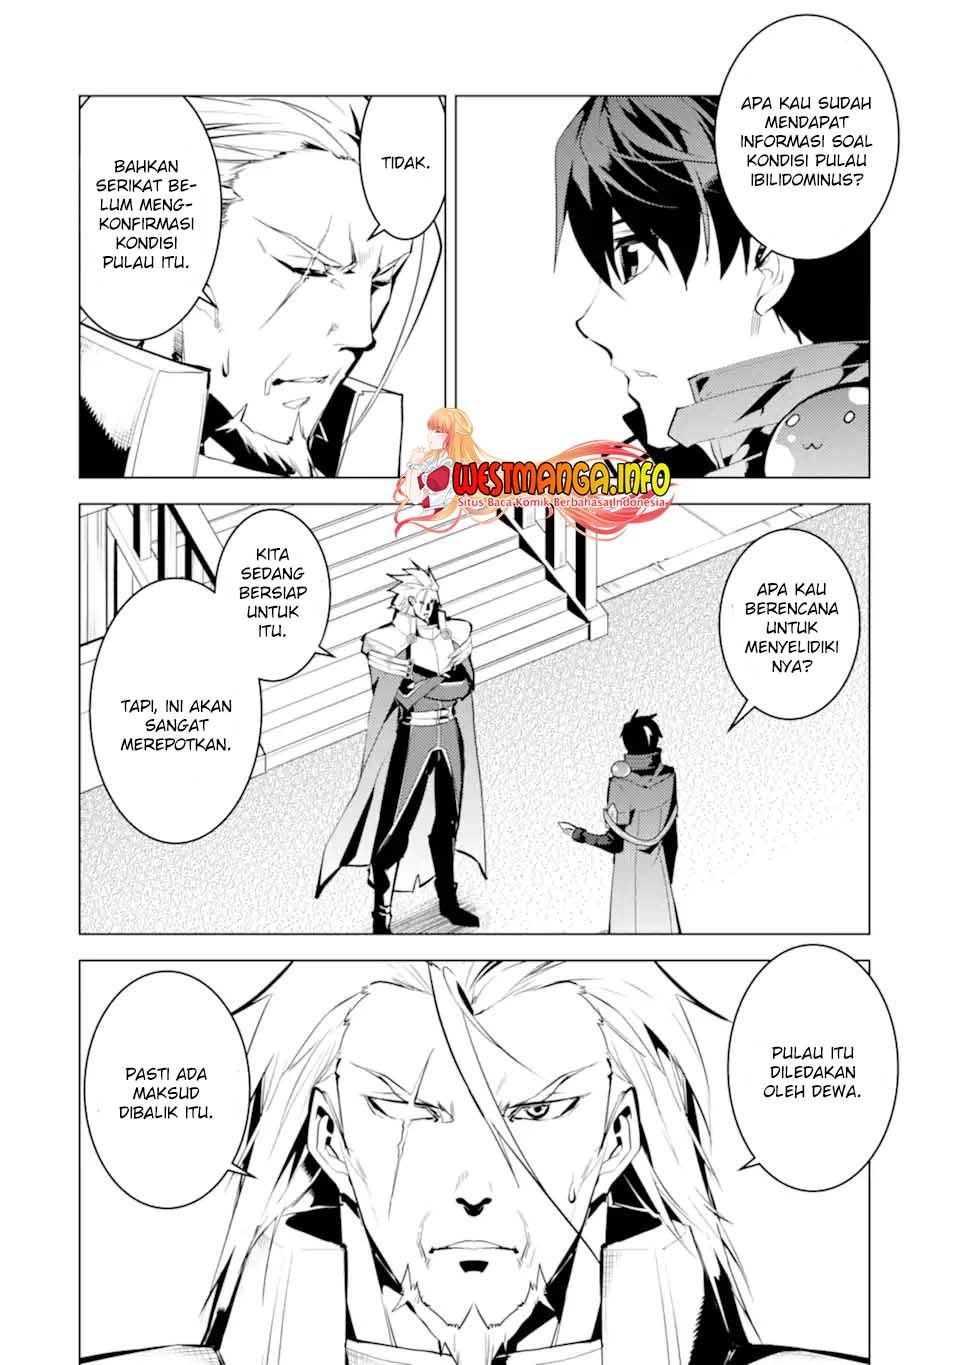 APA KAU SUDAH
MENDAPAT
INFORMASI SOAL
KONDISI PULAU
IBILIDOMINUS?
TIDAK.
BAHKAN
SERIKAT BE-
LUM MENG-
KONFIRMASI
KONDISI
PULAU ITU.
WESTMANGA.INFO
Situs Baca Komik Berbahasa Indonesia
APA KAU
BERENCANA
UNTUK
MENYELIDIKI
NYA?
KITA
SEDANG
BERSIAP
UNTUK
ITU.
TAPI, INI AKAN
SANGAT
MEREPOTKAN.
PULAU ITU
DILEDAKAN
OLEH DEWA.
PASTI ADA
MAKSUD
DIBALIK ITU.